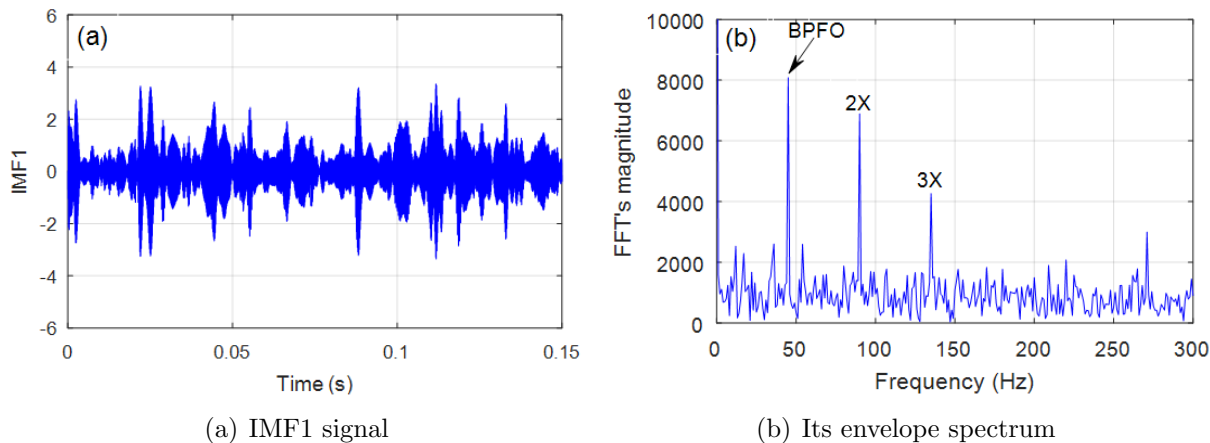 (a)
6
4
2
0
-2
-4
-6
IMF1
0
0.05
0.1
0.15
Time (s)
(b)
10000
8000
6000
4000
2000
0
FFT's magnitude
BPFO
2X
3X
0
50
100
150
200
250
300
Frequency (Hz)
(a) IMF1 signal
(b) Its envelope spectrum